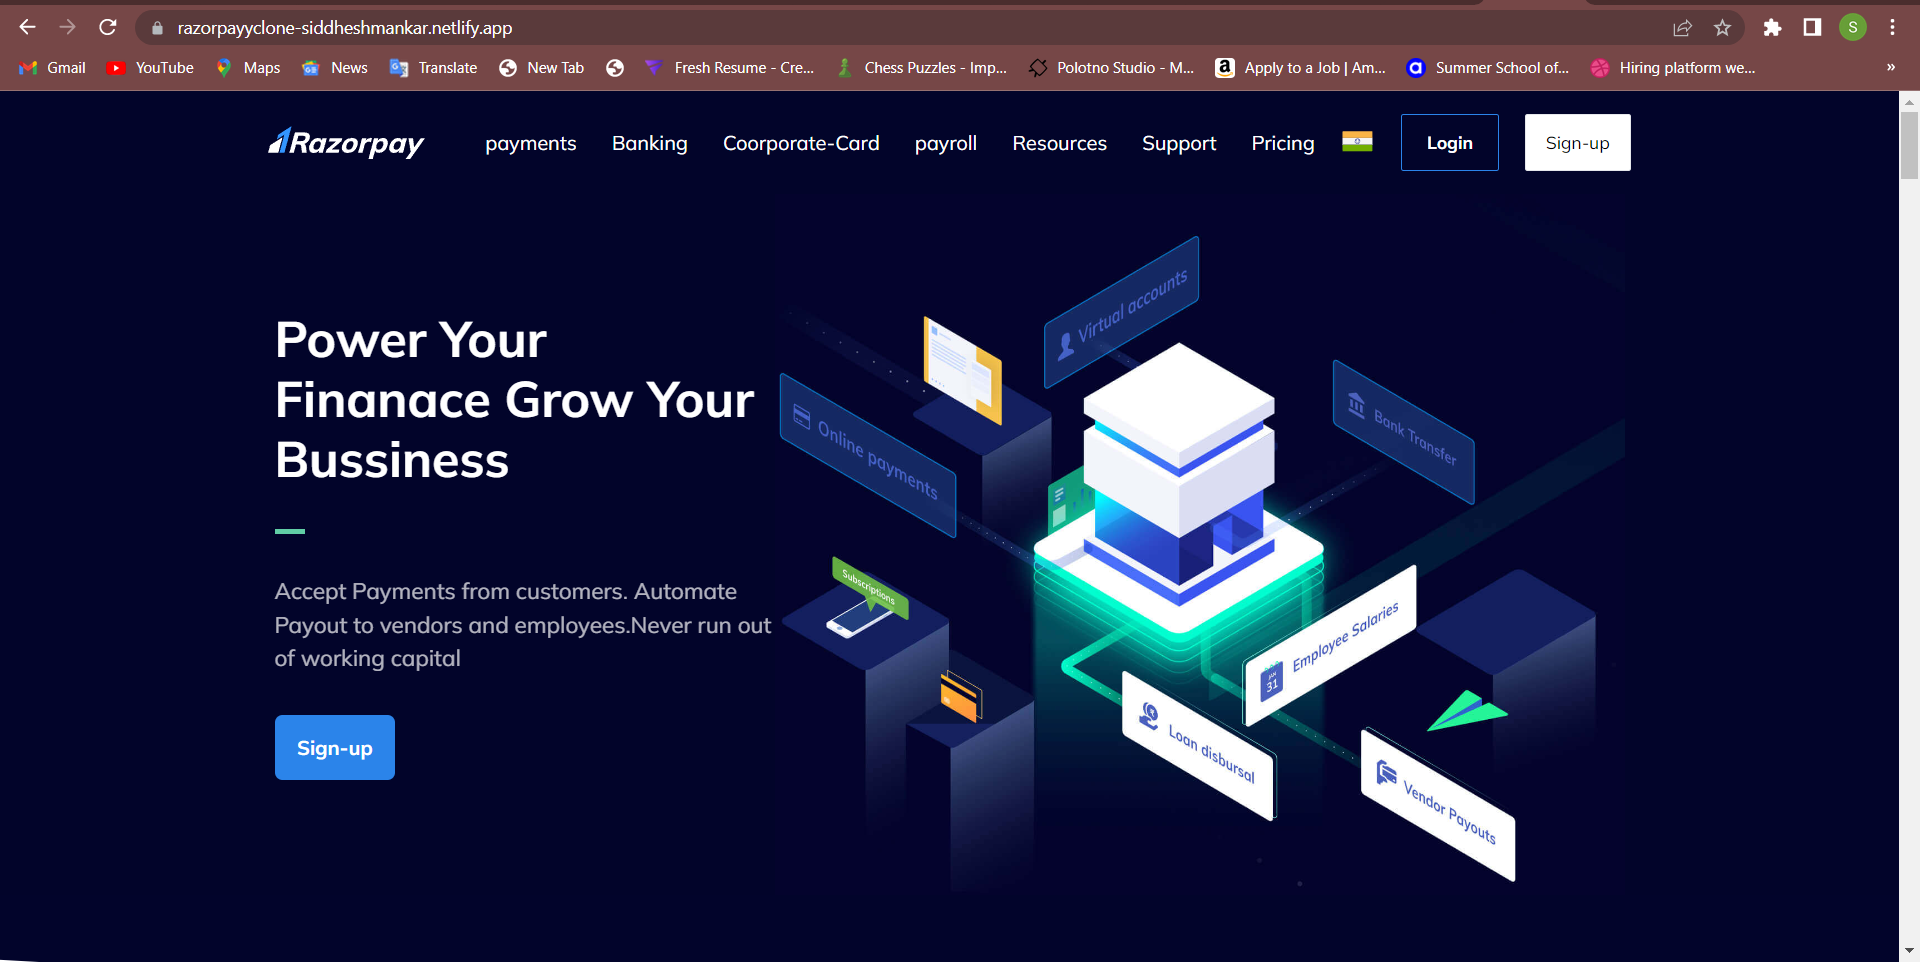 razorpayyclone-siddheshmankar.netlify.app
S
Gmail YouTube Maps News Translate New Tab Fresh Resume - Cre... Chess Puzzles - Imp... Polotno Studio - M... Apply to a Job | Am... Summer School of... Hiring platform we... »
Razorpay payments Banking Coorporate-Card payroll Resources Support Pricing Login Sign-up
Power Your
Finanace Grow Your
Bussiness
Accept Payments from customers. Automate
Payout to vendors and employees.Never run out
of working capital
Sign-up
Virtual accounts
Online payments
Bank Transfer
Subscriptions
JAN
31
Employee Salaries
Loan disbursal
Vendor Payouts